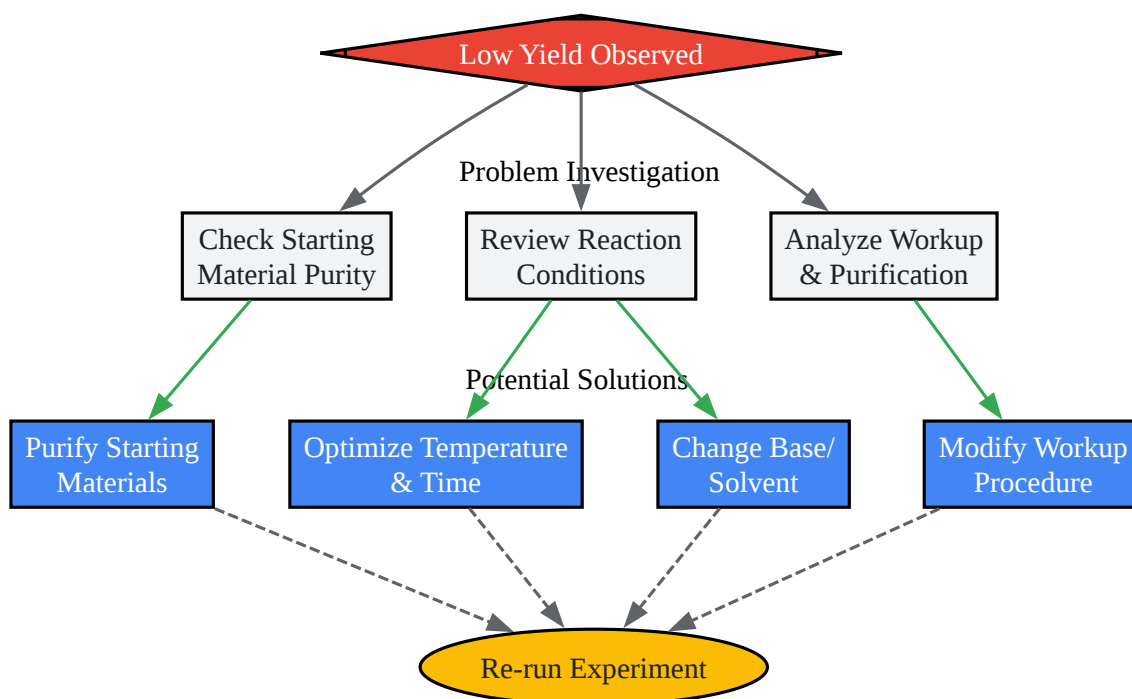 Low Yield Observed
Problem Investigation
Check Starting
Material Purity
Review Reaction
Conditions
Analyze Workup
& Purification
Potential Solutions
Purify Starting
Materials
Optimize Temperature
& Time
Change Base/
Solvent
Modify Workup
Procedure
Re-run Experiment